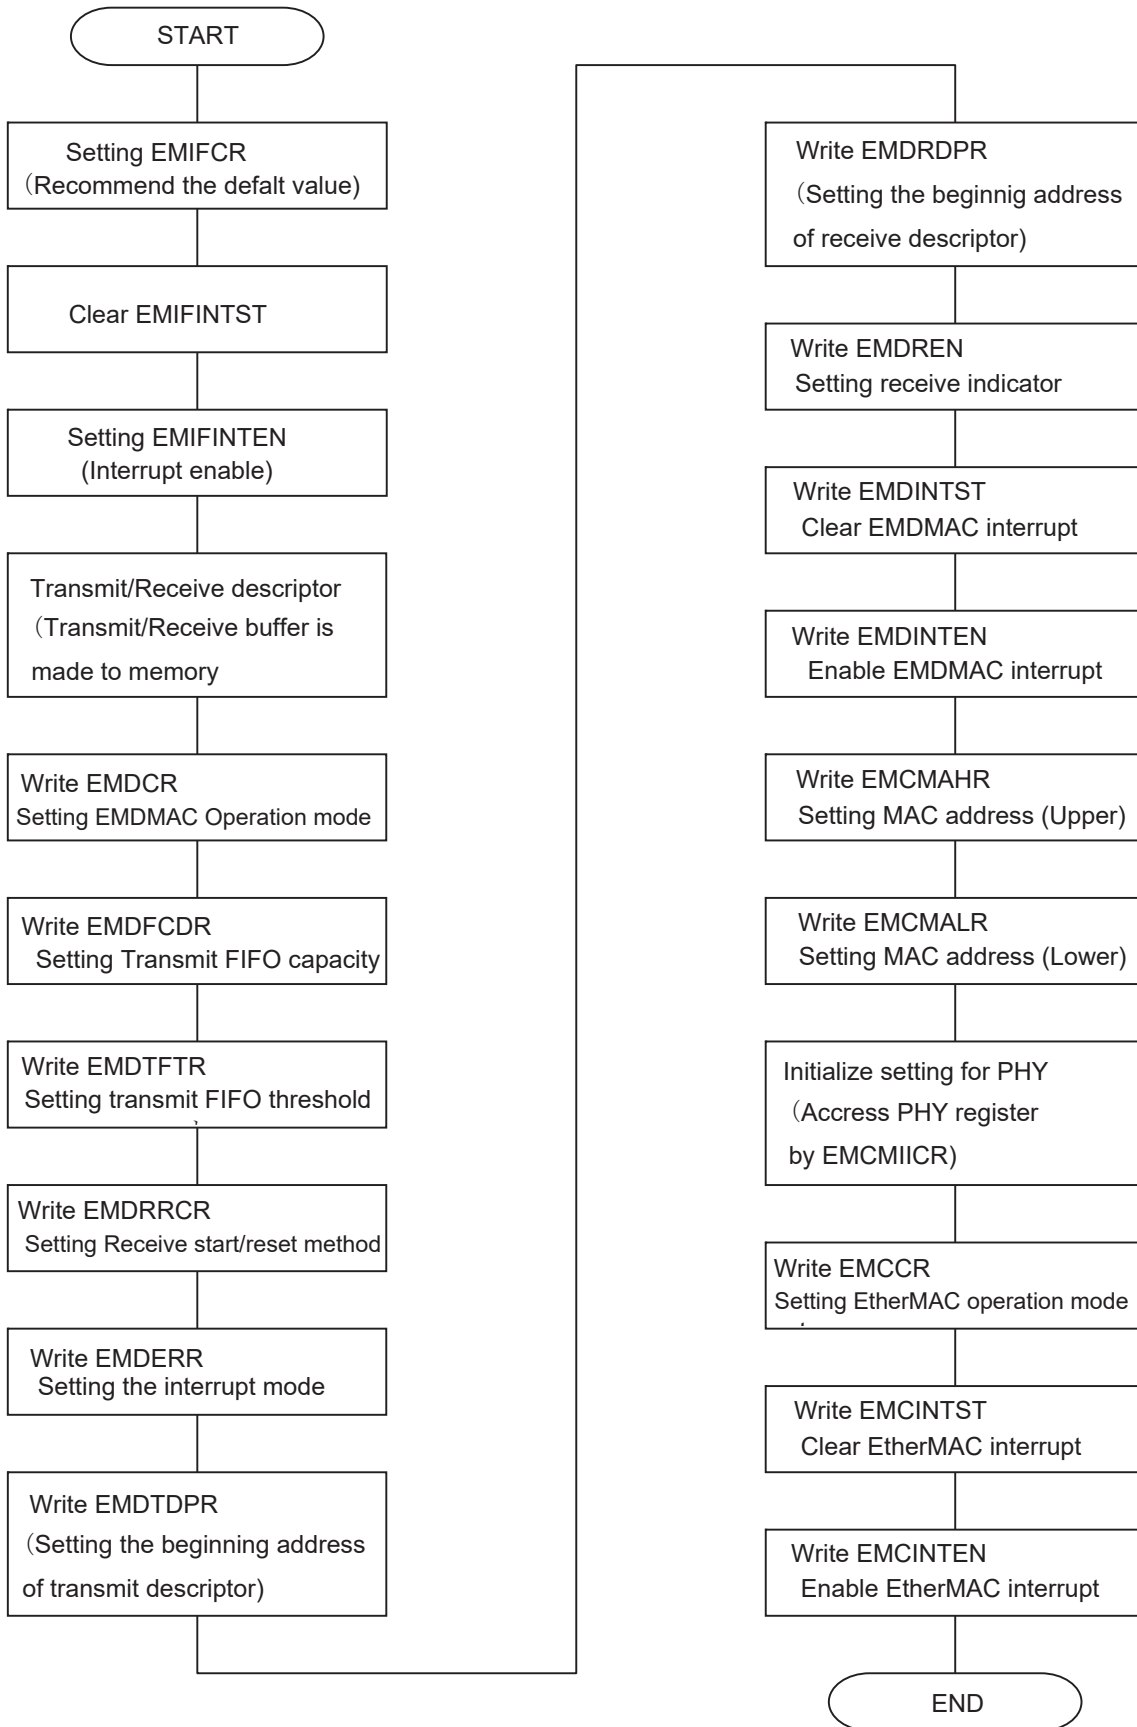 START
Setting EMIFCR
（Recommend the defalt value)
Clear EMIFINTST
Setting EMIFINTEN
(Interrupt enable)
Transmit/Receive descriptor
（Transmit/Receive buffer is
made to memory
Write EMDCR
Setting EMDMAC Operation mode
Write EMDFCDR
Setting Transmit FIFO capacity
Write EMDTFTR
Setting transmit FIFO threshold
Write EMDRRCR
Setting Receive start/reset method
Write EMDERR
Setting the interrupt mode
Write EMDTDPR
（Setting the beginning address
of transmit descriptor)
Write EMDRDPR
（Setting the beginnig address
of receive descriptor)
Write EMDREN
Setting receive indicator
Write EMDINTST
Clear EMDMAC interrupt
Write EMDINTEN
Enable EMDMAC interrupt
Write EMCMAHR
Setting MAC address (Upper)
Write EMCMALR
Setting MAC address (Lower)
Initialize setting for PHY
（Accress PHY register
by EMCMIICR)
Write EMCCR
Setting EtherMAC operation mode
Write EMCINTST
Clear EtherMAC interrupt
Write EMCINTEN
Enable EtherMAC interrupt
END